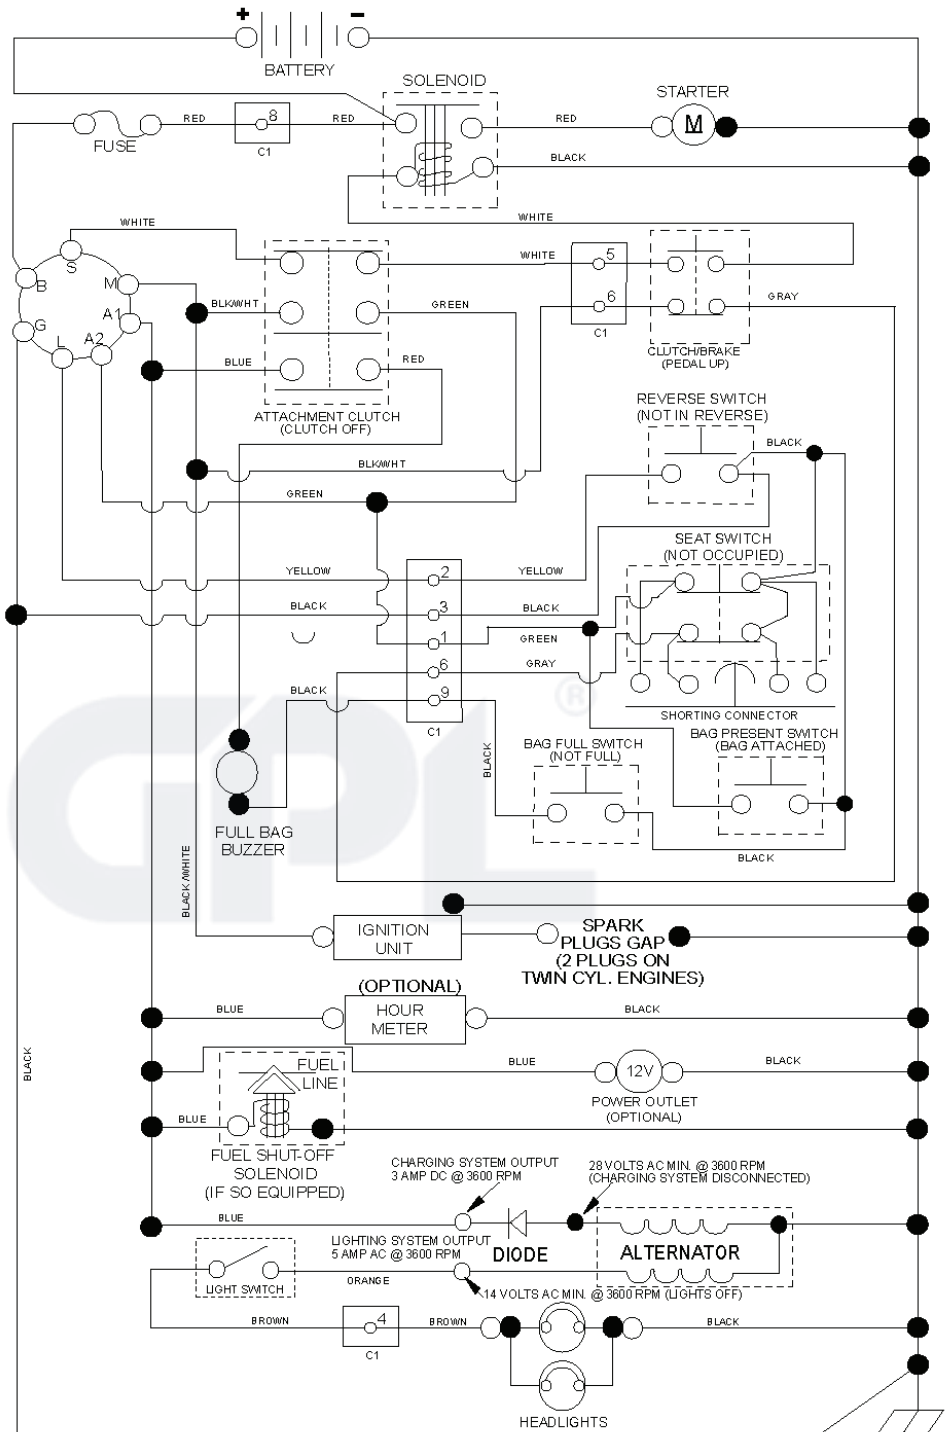 + -
BATTERY
SOLENOID
STARTER
RED 8 RED
RED
M
FUSE
C1
BLACK
WHITE
WHITE
S
B
M
A1
G
L
A2
WHITE
5
BLK/WHT
GREEN
6
GRAY
C1
BLUE
RED
CLUTCH/BRAKE
(PEDAL UP)
ATTACHMENT CLUTCH
(CLUTCH OFF)
REVERSE SWITCH
(NOT IN REVERSE)
BLACK
BLK/WHT
GREEN
SEAT SWITCH
(NOT OCCUPIED)
YELLOW 2 YELLOW
BLACK 3 BLACK
1 GREEN
6 GRAY
BLACK 9
C1
SHORTING CONNECTOR
BLACK
BAG FULL SWITCH
(NOT FULL)
BAG PRESENT SWITCH
(BAG ATTACHED)
GPL ®
FULL BAG
BUZZER
BLACK
BLACK/WHITE
IGNITION
UNIT
SPARK
PLUGS GAP
(2 PLUGS ON
TWIN CYL. ENGINES)
(OPTIONAL)
BLUE
HOUR
METER
BLACK
BLACK
FUEL
LINE
BLUE
12V
BLACK
POWER OUTLET
(OPTIONAL)
BLUE
FUEL SHUT-OFF
SOLENOID
(IF SO EQUIPPED)
CHARGING SYSTEM OUTPUT
3 AMP DC @ 3600 RPM
28 VOLTS AC MIN. @ 3600 RPM
(CHARGING SYSTEM DISCONNECTED)
BLUE
LIGHTING SYSTEM OUTPUT
5 AMP AC @ 3600 RPM
DIODE
ALTERNATOR
LIGHT SWITCH
ORANGE
14 VOLTS AC MIN. @ 3600 RPM (LIGHTS OFF)
BROWN 4 BROWN
BLACK
C1
HEADLIGHTS